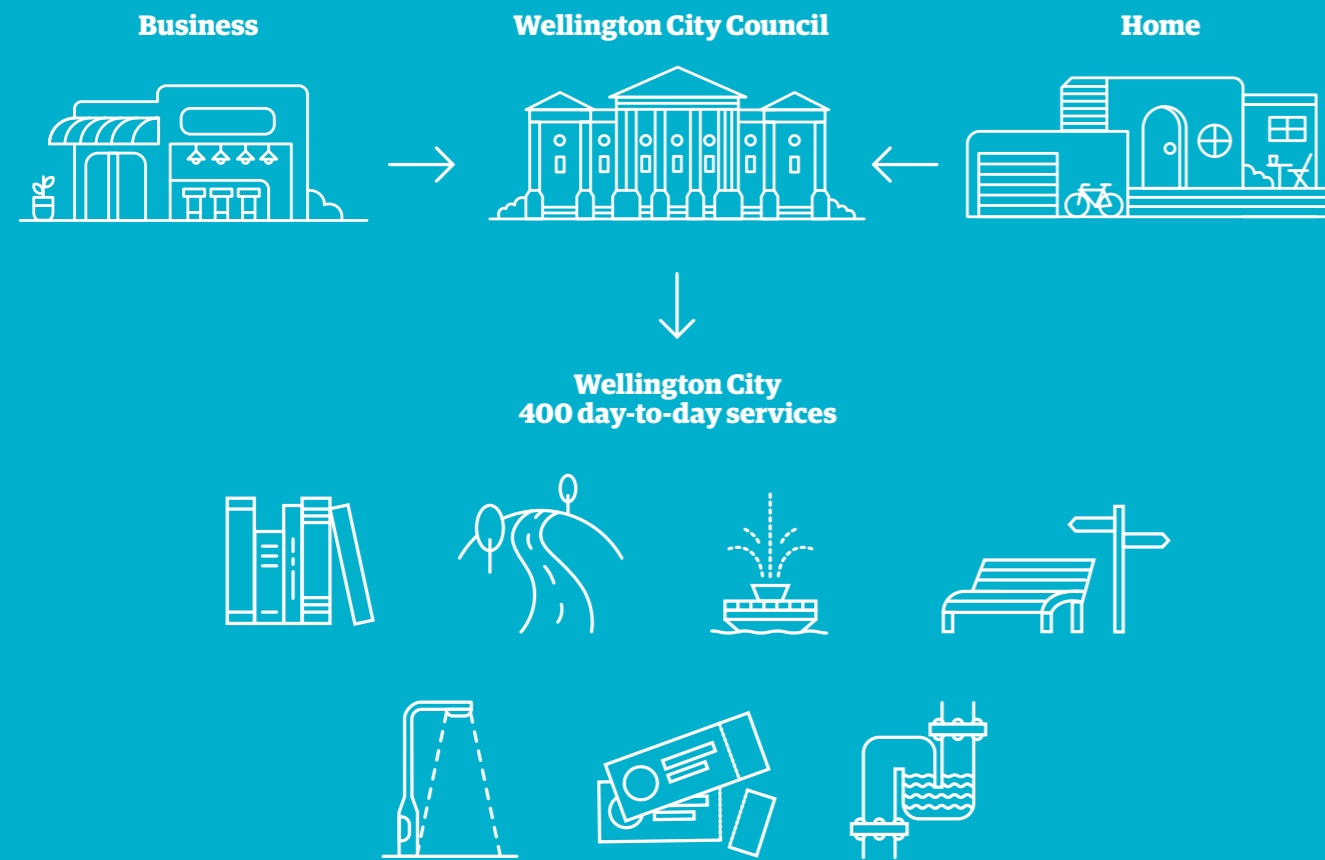 Business
Wellington City Council
Home
Wellington City
400 day-to-day services